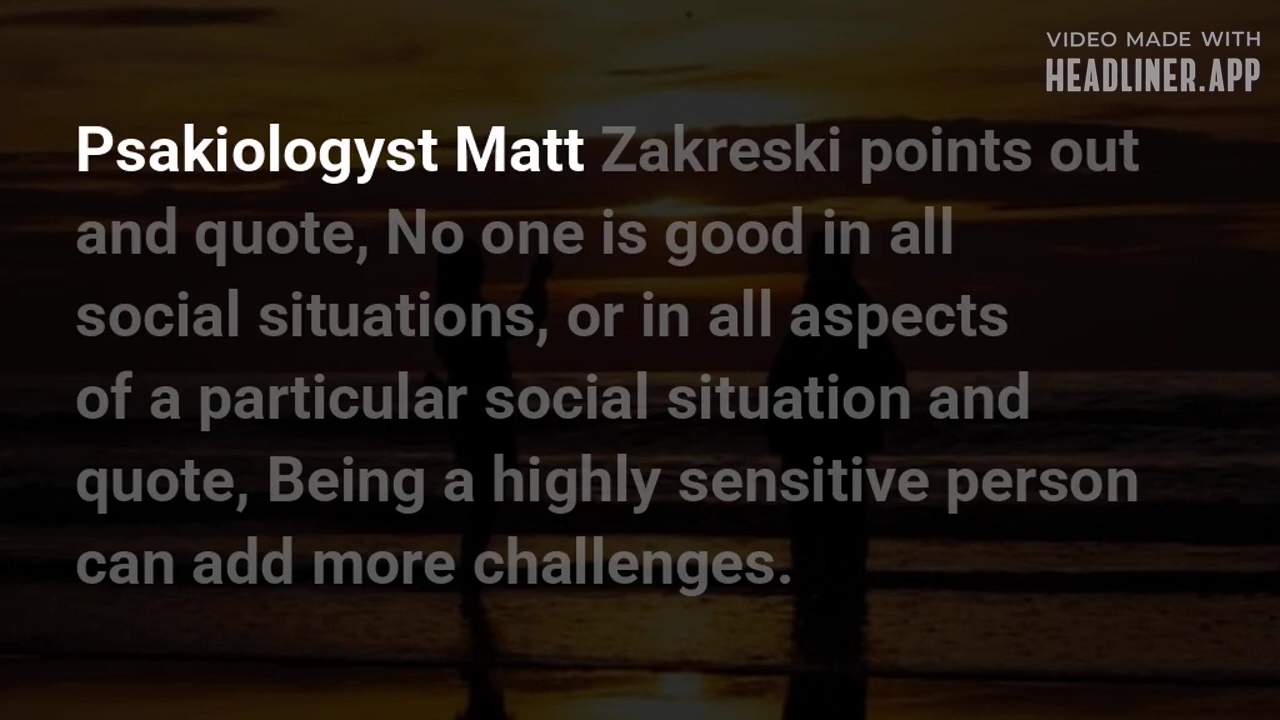 VIDEO MADE WITH
HEADLINER.APP
Psakiologyst Matt Zakreski points out
and quote, No one is good in all
social situations, or in all aspects
of a particular social situation and
quote, Being a highly sensitive person
can add more challenges.